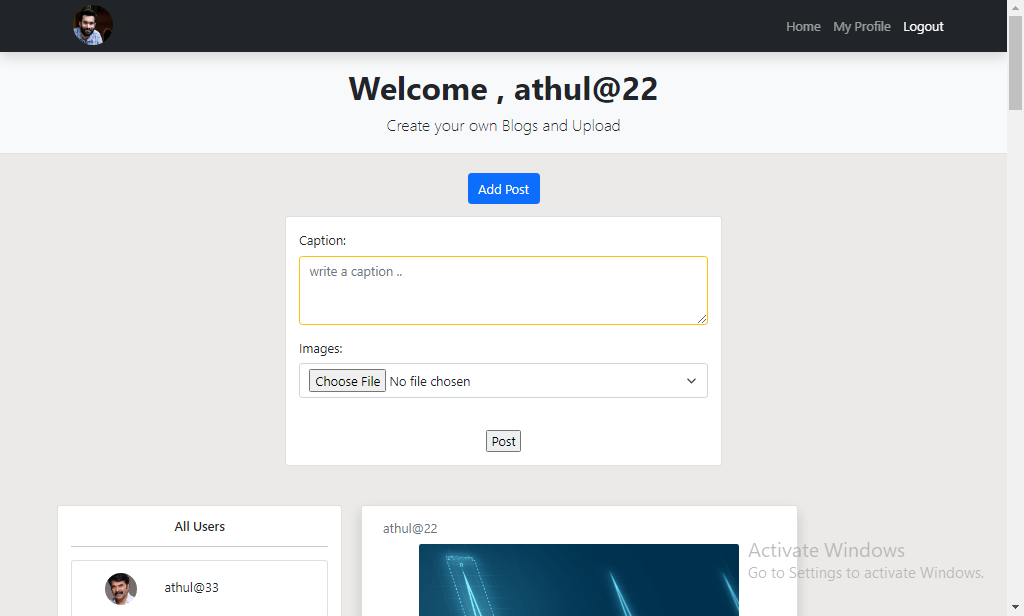 Home My Profile Logout
Welcome , athul@22
Create your own Blogs and Upload
Add Post
Caption:
write a caption ..
Images:
Choose File No file chosen
Post
All Users
athul@33
athul@22
Activate Windows
Go to Settings to activate Windows.